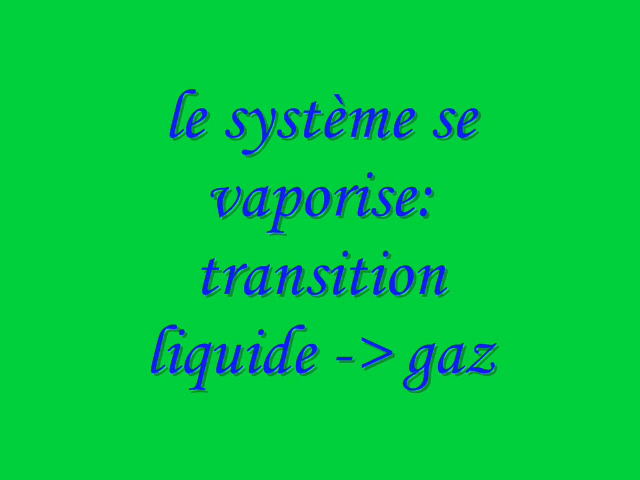 le système se
vaporise:
transition
liquide -> gaz